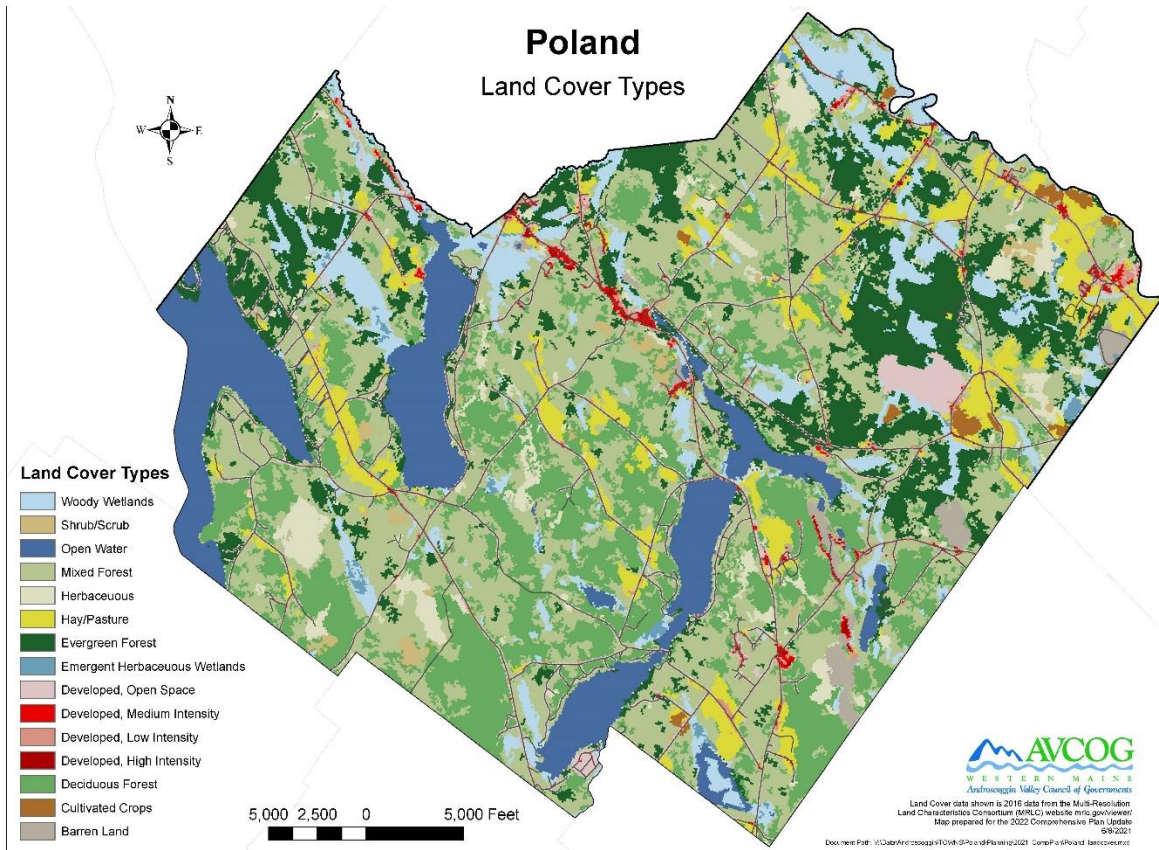 Poland
Land Cover Types
N
W
E
S
Land Cover Types
Woody Wetlands
Shrub/Scrub
Open Water
Mixed Forest
Herbaceuous
Hay/Pasture
Evergreen Forest
Emergent Herbaceuous Wetlands
Developed, Open Space
Developed, Medium Intensity
Developed, Low Intensity
Developed, High Intensity
Deciduous Forest
Cultivated Crops
Barren Land
5,000 2,500 0 5,000 Feet
AVCOG
WESTERN MAINE
Androscoggin Valley Council of Governments
Land Cover data shown is 2016 data from the Multi-Resolution
Land Characteristics Consortium (MRLC) website mrlc.gov/viewer/
Map prepared for the 2022 Comprehensive Plan Update
6/8/2021
Document Path: